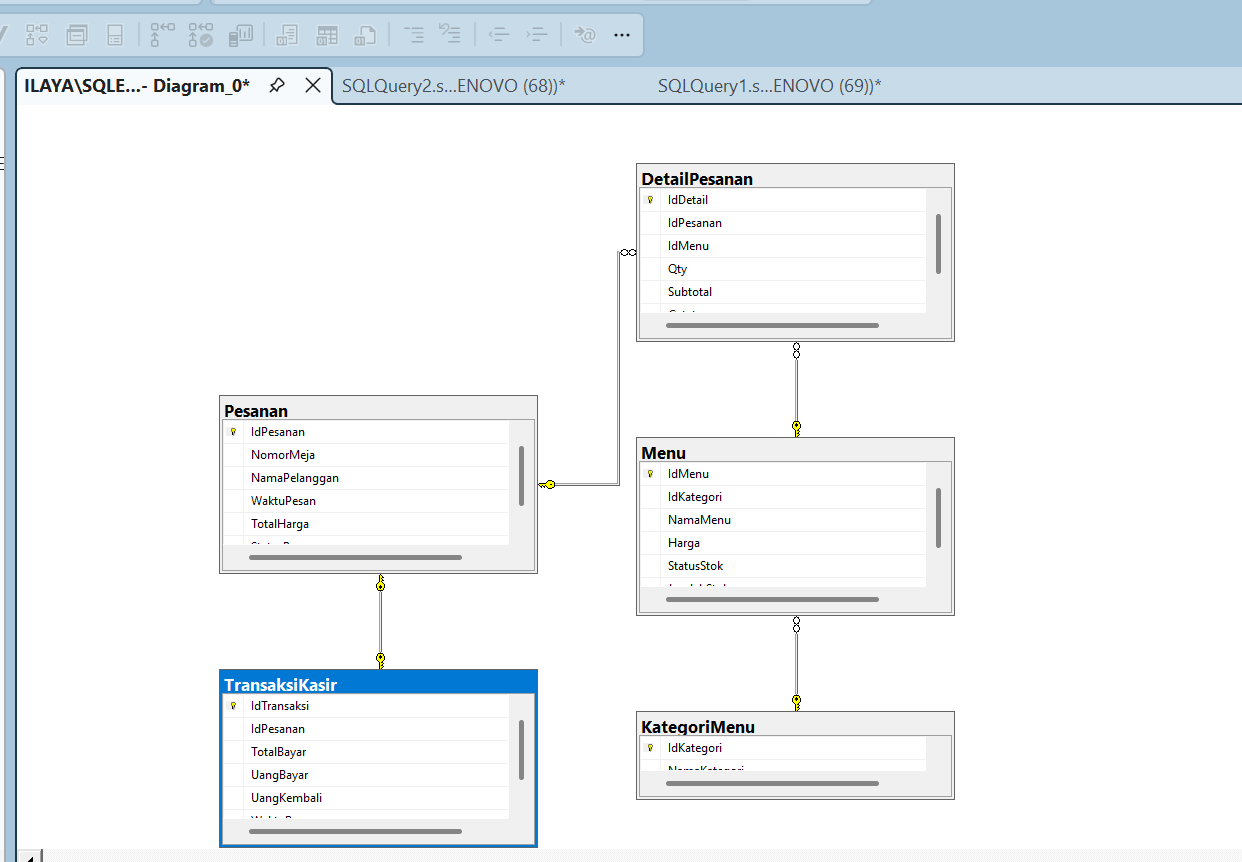 ILAYA\SQLE...- Diagram_0*
SQLQuery2.s...ENOVO (68))*
SQLQuery1.s...ENOVO (69))*
DetailPesanan
IdDetail
IdPesanan
IdMenu
Qty
Subtotal
Pesanan
IdPesanan
NomorMeja
NamaPelanggan
WaktuPesan
TotalHarga
Menu
IdMenu
IdKategori
NamaMenu
Harga
StatusStok
TransaksiKasir
IdTransaksi
IdPesanan
TotalBayar
UangBayar
UangKembali
KategoriMenu
IdKategori
NamaKategori